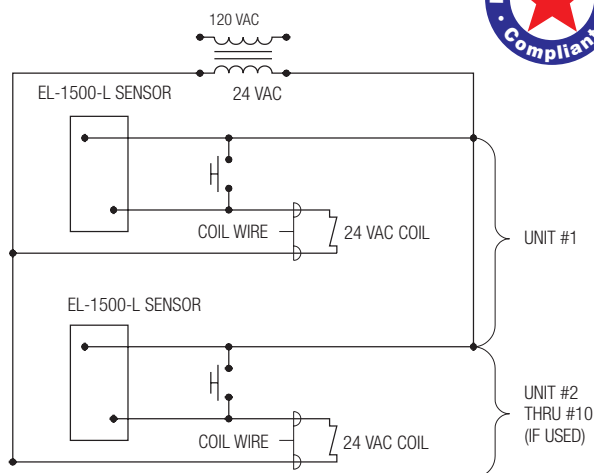 120 VAC
Compliant
24 VAC
EL-1500-L SENSOR
COIL WIRE
24 VAC COIL
UNIT #1
EL-1500-L SENSOR
COIL WIRE
24 VAC COIL
UNIT #2
THRU #10
(IF USED)